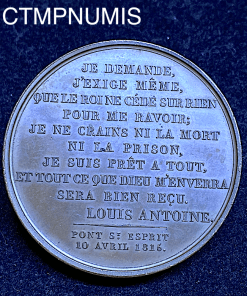 CTMPNUMIS
JE DEMANDE,
J'EXIGE MÊME,
QUE LE ROI NE CÉDÉ SUR RIEN
POUR ME RAVOIR;
JE NE CRAINS NI LA MORT
NI LA PRISON,
JE SUIS PRÊT A TOUT,
ET TOUT CE QUE DIEU M'ENVERRA
SERA BIEN REÇU.
LOUIS ANTOINE.
PONT ST ESPRIT
10 AVRIL 1815.